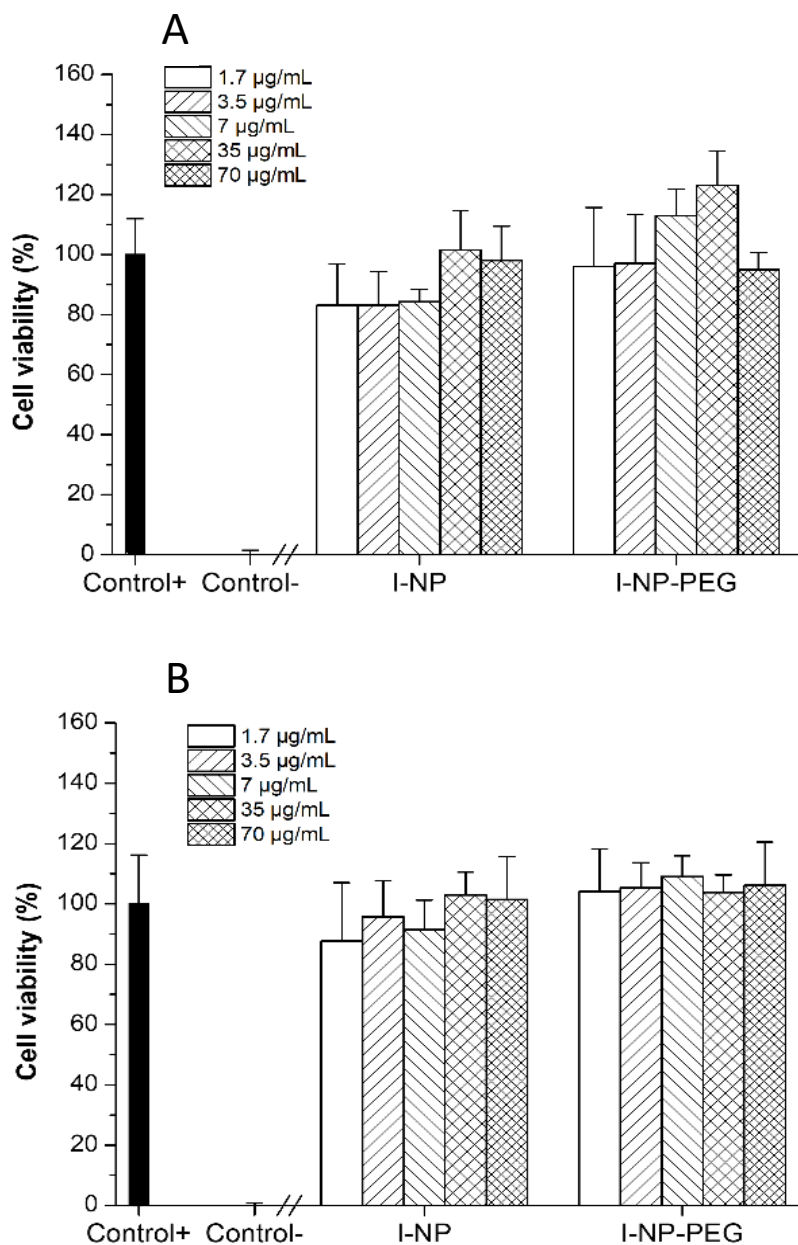 A
160
140
120
100
80
60
40
20
0
Cell viability (%)
1.7 µg/mL
3.5 µg/mL
7 µg/mL
35 µg/mL
70 µg/mL
Control+ Control- I-NP I-NP-PEG
B
160
140
120
100
80
60
40
20
0
Cell viability (%)
1.7 µg/mL
3.5 µg/mL
7 µg/mL
35 µg/mL
70 µg/mL
Control+ Control- I-NP I-NP-PEG